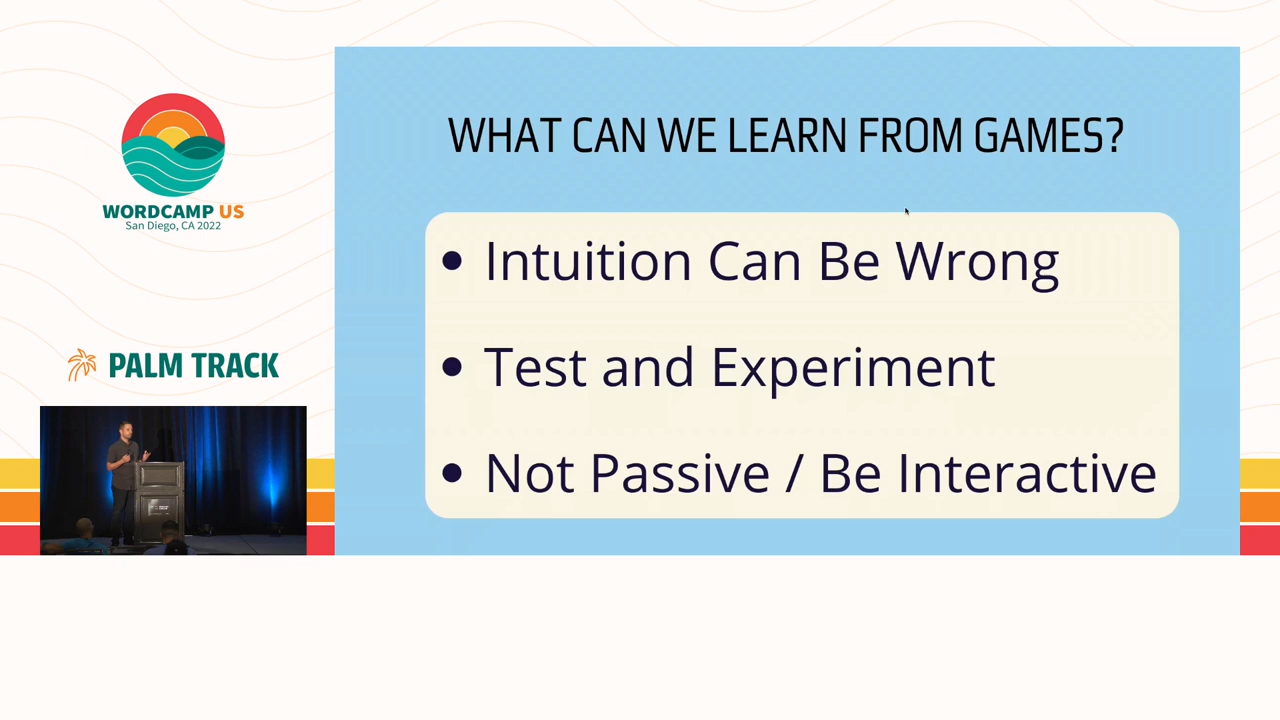 WORDCAMP US
San Diego, CA 2022
PALM TRACK
WHAT CAN WE LEARN FROM GAMES?
• Intuition Can Be Wrong
• Test and Experiment
• Not Passive / Be Interactive